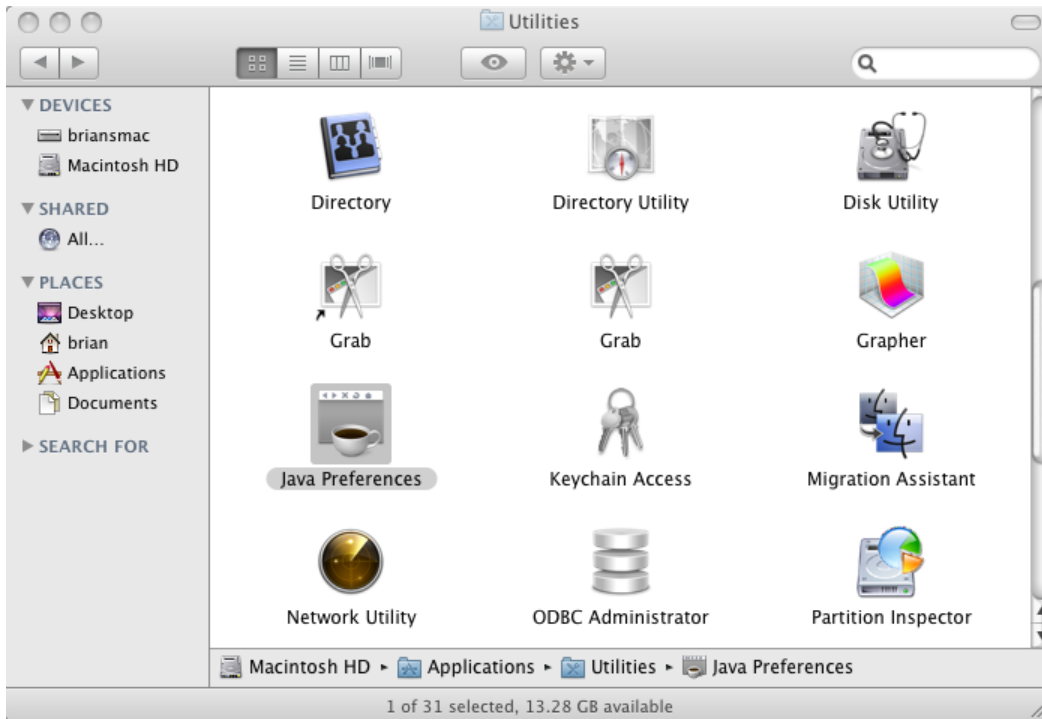 Utilities
DEVICES
briansmac
Macintosh HD
SHARED
All...
PLACES
Desktop
brian
Applications
Documents
SEARCH FOR
Directory
Directory Utility
Disk Utility
Grab
Grab
Grapher
Java Preferences
Keychain Access
Migration Assistant
Network Utility
ODBC Administrator
Partition Inspector
Macintosh HD ▸ Applications ▸ Utilities ▸ Java Preferences
1 of 31 selected, 13.28 GB available